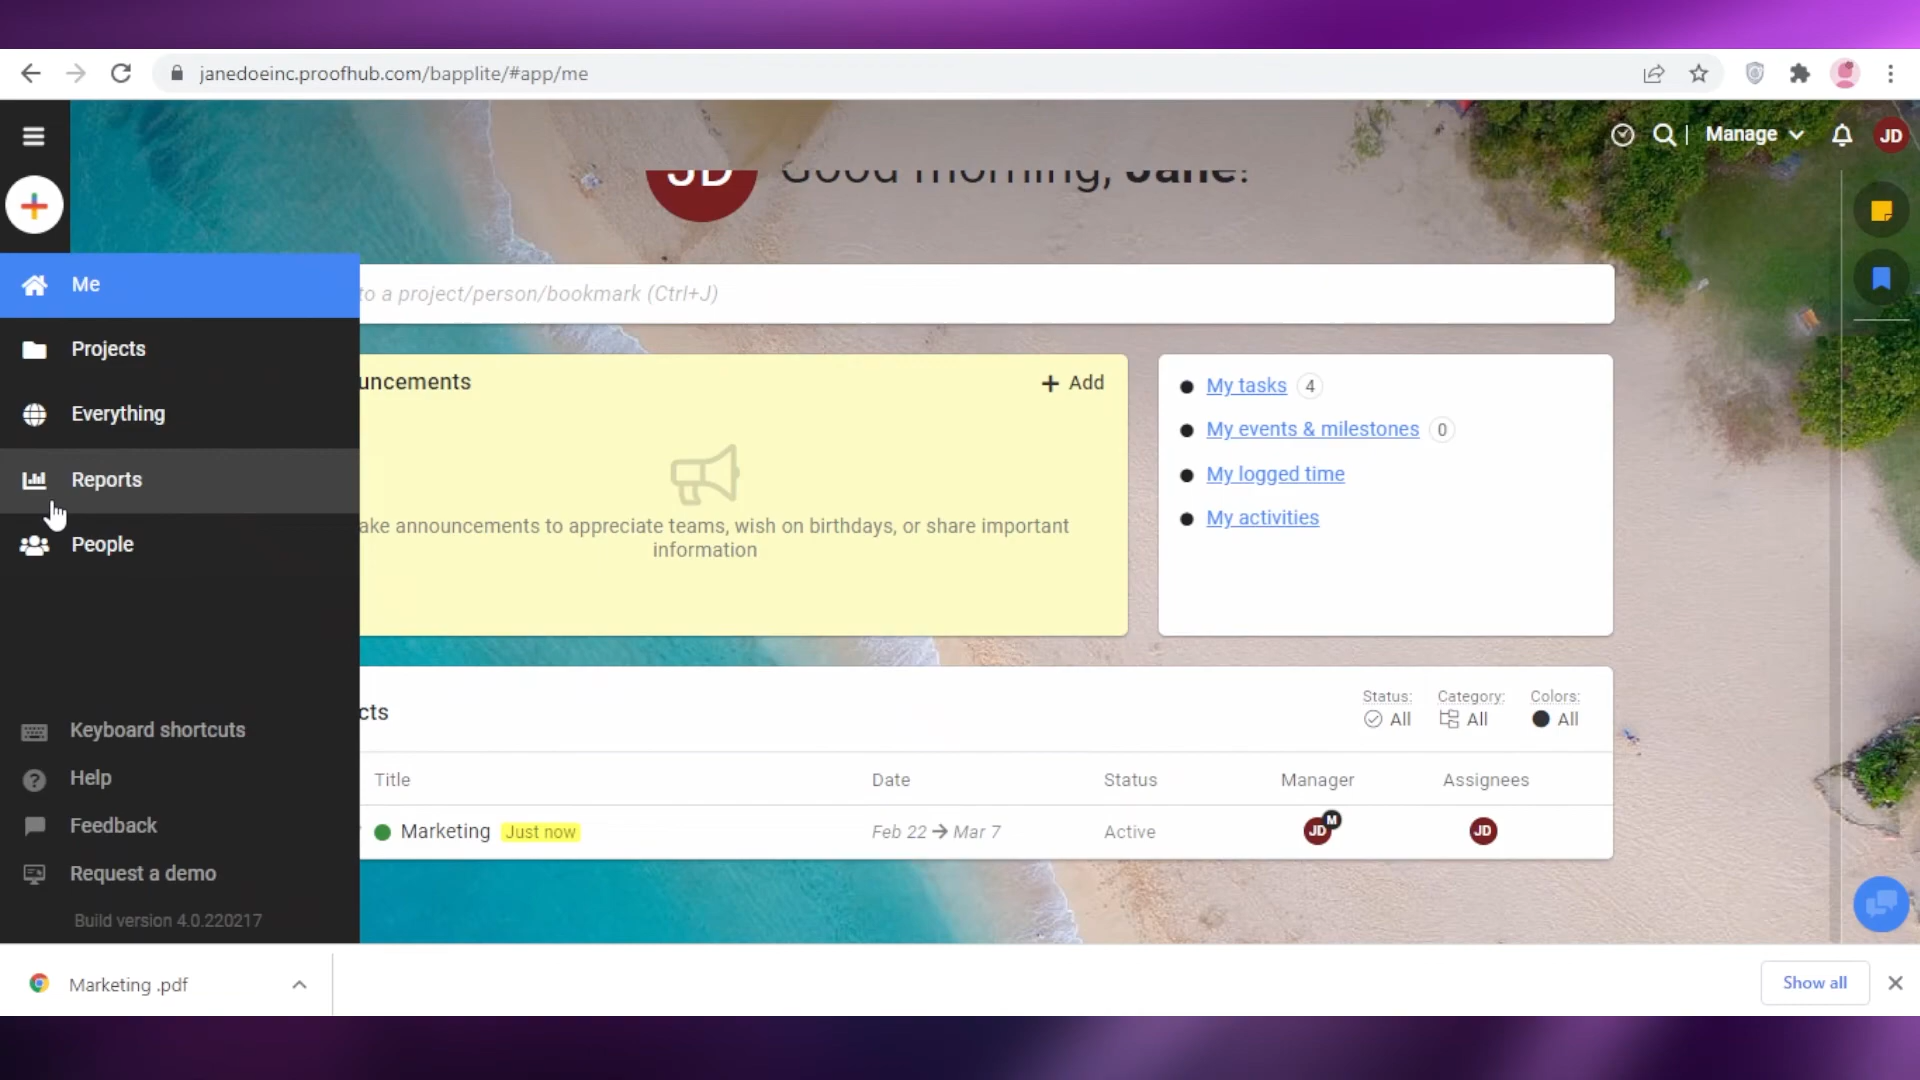 janedoeinc.proofhub.com/bapplite/#app/me
Manage
JD
JD Good morning, Jane!
Me
to a project/person/bookmark (Ctrl+J)
Projects
Everything
Reports
People
uncements
+ Add
ake announcements to appreciate teams, wish on birthdays, or share important
information
My tasks 4
My events & milestones 0
My logged time
My activities
cts
Status:
All
Category:
All
Colors:
All
Title Date Status Manager Assignees
Marketing Just now Feb 22 → Mar 7 Active JD M JD
Keyboard shortcuts
Help
Feedback
Request a demo
Build version 4.0.220217
Marketing .pdf
Show all